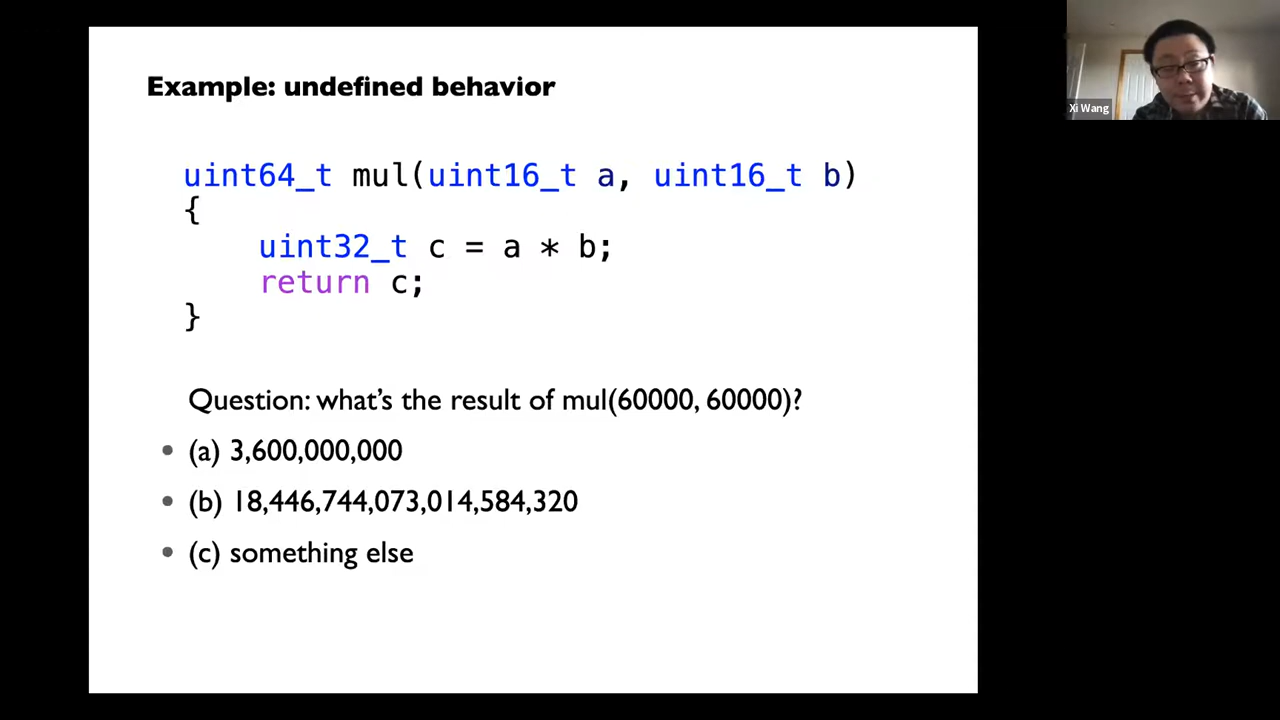 Example: undefined behavior
uint64_t mul(uint16_t a, uint16_t b)
{
    uint32_t c = a * b;
    return c;
}
Question: what's the result of mul(60000, 60000)?
• (a) 3,600,000,000
• (b) 18,446,744,073,014,584,320
• (c) something else
Xi Wang